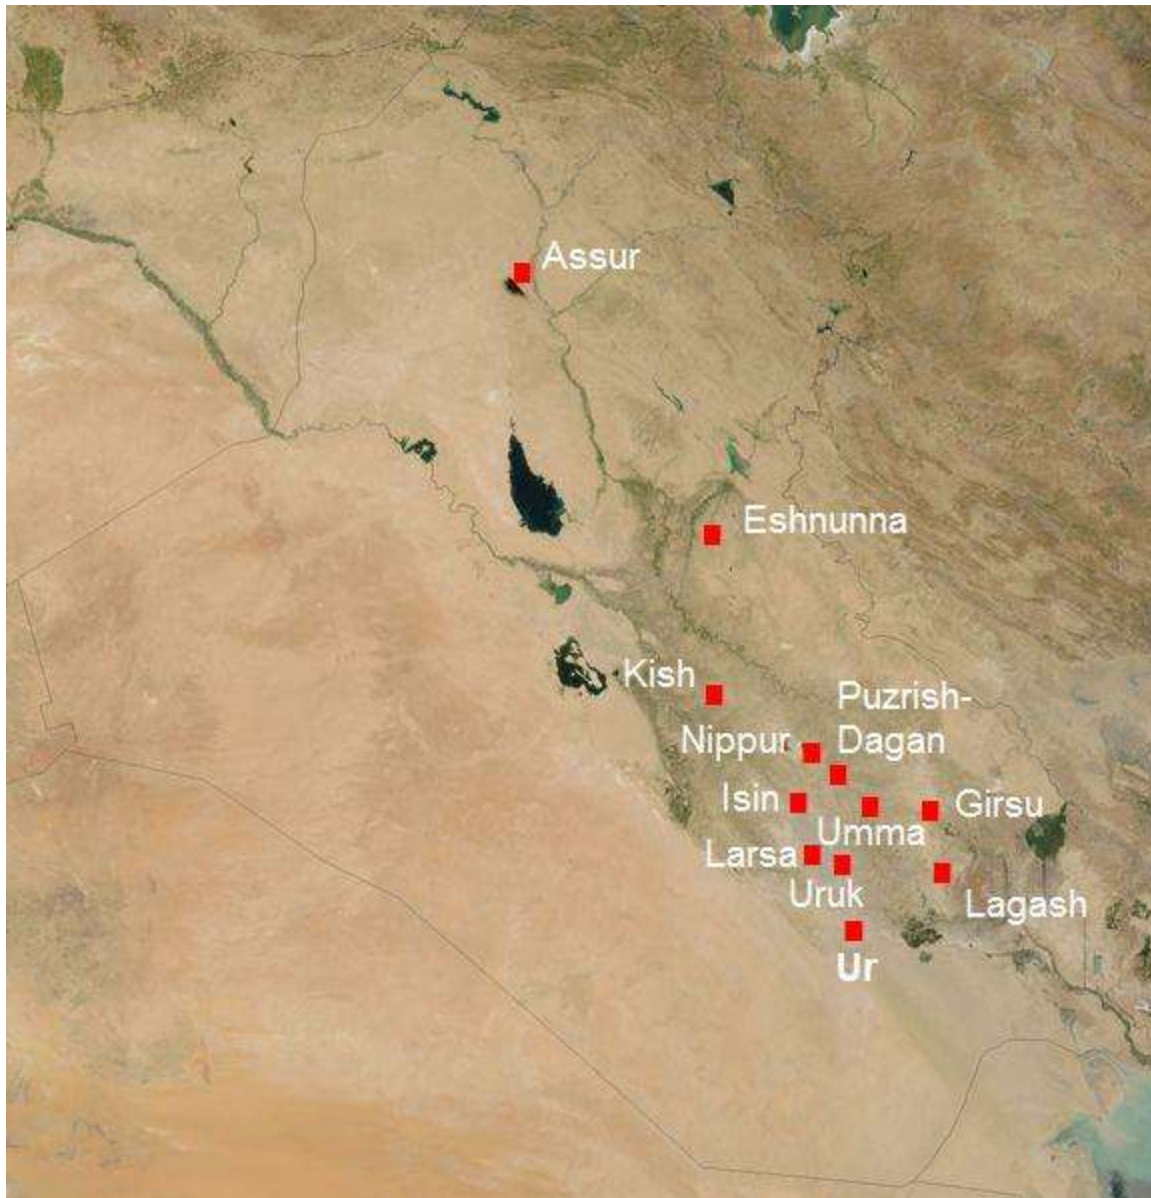 Assur
Eshnunna
Kish
Puzrish-
Dagan
Nippur
Isin
Girsu
Umma
Larsa
Uruk
Lagash
Ur